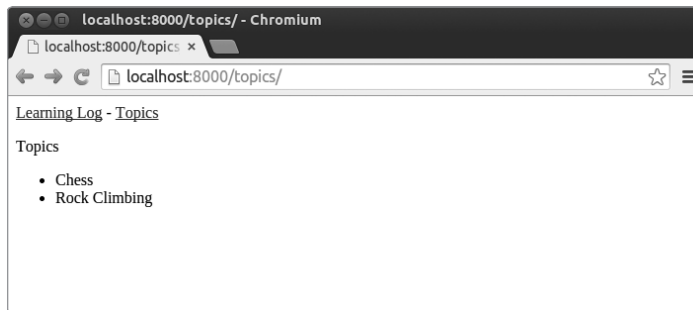 localhost:8000/topics/ - Chromium
localhost:8000/topics
localhost:8000/topics/
Learning Log - Topics
Topics
• Chess
• Rock Climbing